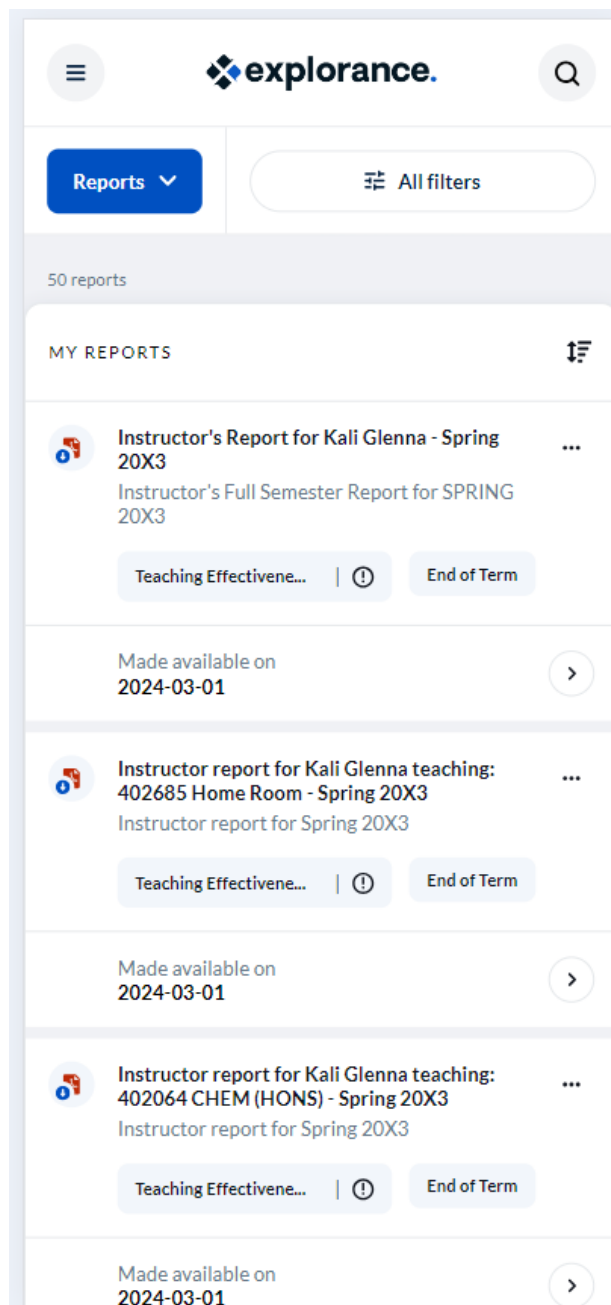 explorance.
Reports
All filters
50 reports
MY REPORTS
Instructor's Report for Kali Glenna - Spring
20X3
Instructor's Full Semester Report for SPRING
20X3
Teaching Effectivene... | End of Term
Made available on
2024-03-01
Instructor report for Kali Glenna teaching:
402685 Home Room - Spring 20X3
Instructor report for Spring 20X3
Teaching Effectivene... | End of Term
Made available on
2024-03-01
Instructor report for Kali Glenna teaching:
402064 CHEM (HONS) - Spring 20X3
Instructor report for Spring 20X3
Teaching Effectivene... | End of Term
Made available on
2024-03-01